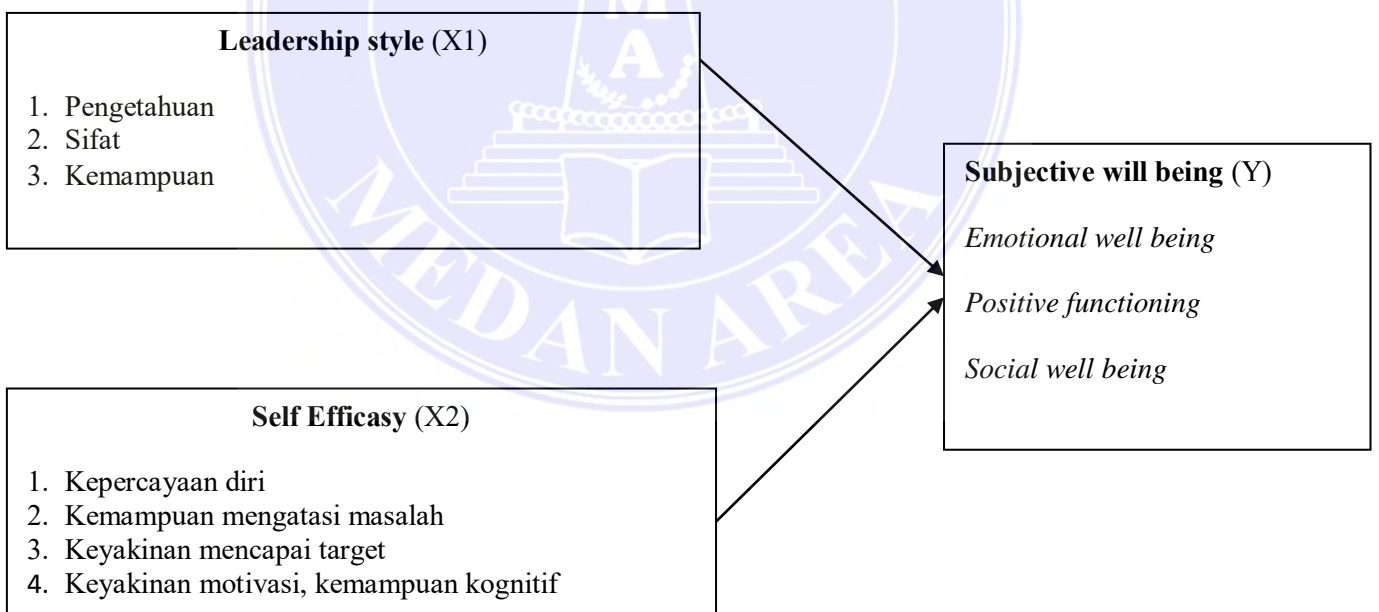 Leadership style (X1)
1. Pengetahuan
2. Sifat
3. Kemampuan
Subjective will being (Y)
Emotional well being
Positive functioning
Social well being
Self Efficasy (X2)
1. Kepercayaan diri
2. Kemampuan mengatasi masalah
3. Keyakinan mencapai target
4. Keyakinan motivasi, kemampuan kognitif
M
A
MEDAN AREA